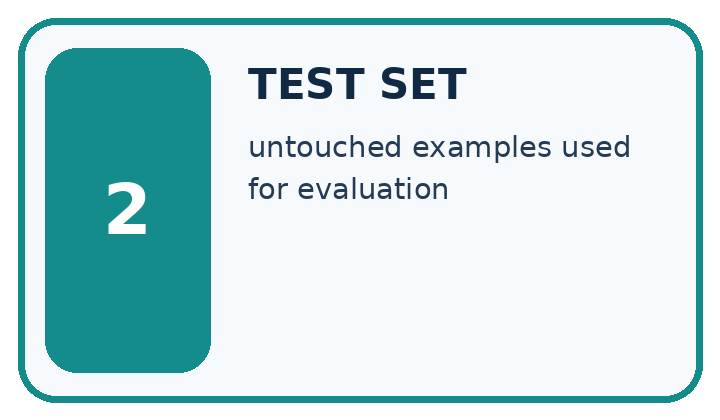 2
TEST SET
untouched examples used
for evaluation